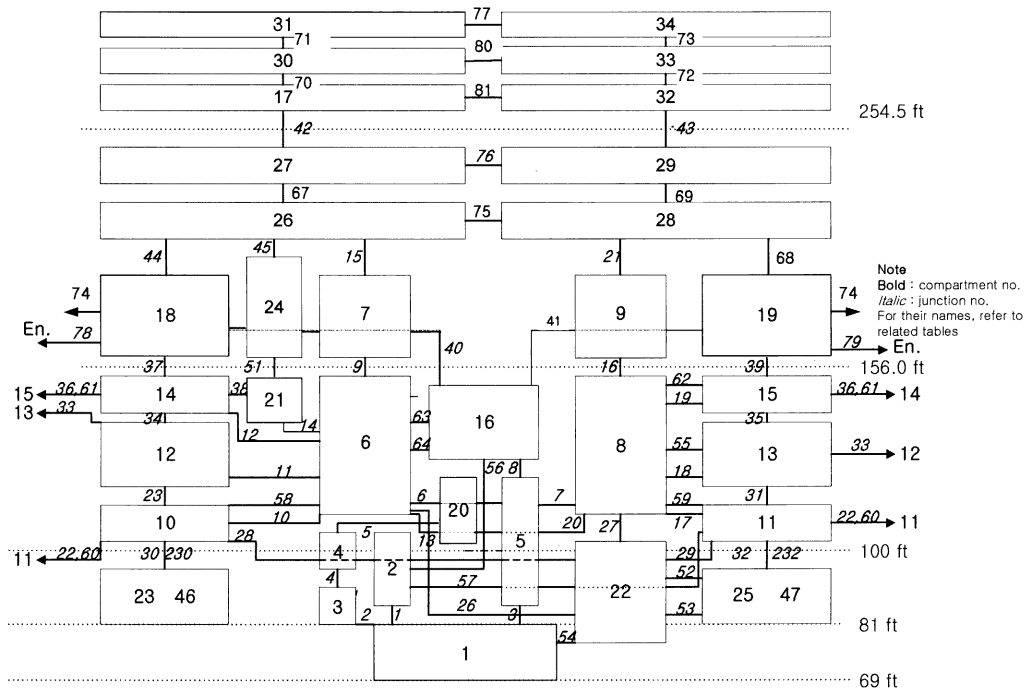 77
31 34
71 73
80
30 33
70 72
81
17 32
254.5 ft
42 43
76
27 29
67 69
75
26 28
44 45 15 21 68
Note
Bold : compartment no.
Italic : junction no.
For their names, refer to
related tables
74 74
18 24 7 9 19
En. 78 41
40 79 En.
156.0 ft
37 51 9 16 39
15 36,61 14 38 21 62 15 36,61 14
13 33 19
34 12 14 6 63 16 8 35
12 64 55 13 33 12
11 56 8 18
23 58 6 20 7 59 31
10 10 5 13 5 20 27 17 11 22,60 11
28
11 22,60 30 230 4 2 29 32 232 100 ft
4 57 22 52
23 46 3 26 53 25 47
2 1 3 81 ft
1 54
69 ft